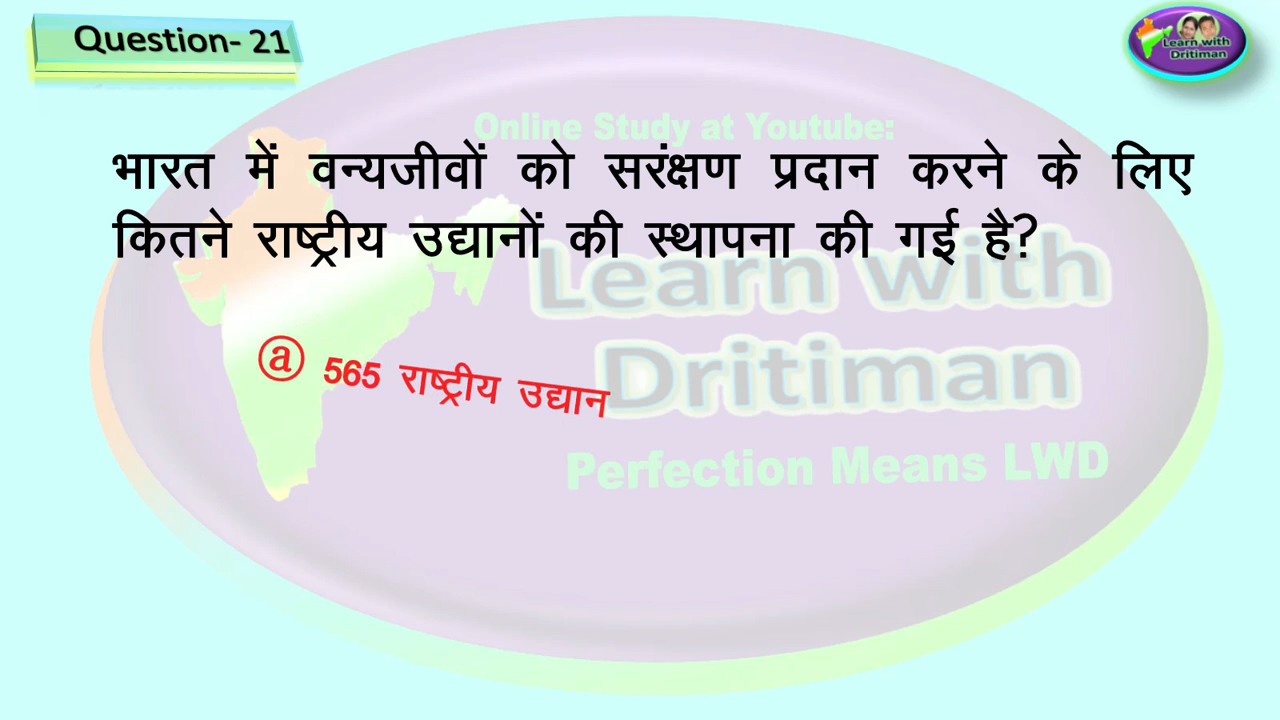 Question- 21
Learn with
Dritiman
Online Study at Youtube:
भारत में वन्यजीवों को सरंक्षण प्रदान करने के लिए
कितने राष्ट्रीय उद्यानों की स्थापना की गई है?
Learn with
Dritiman
ⓐ 565 राष्ट्रीय उद्यान
Perfection Means LWD